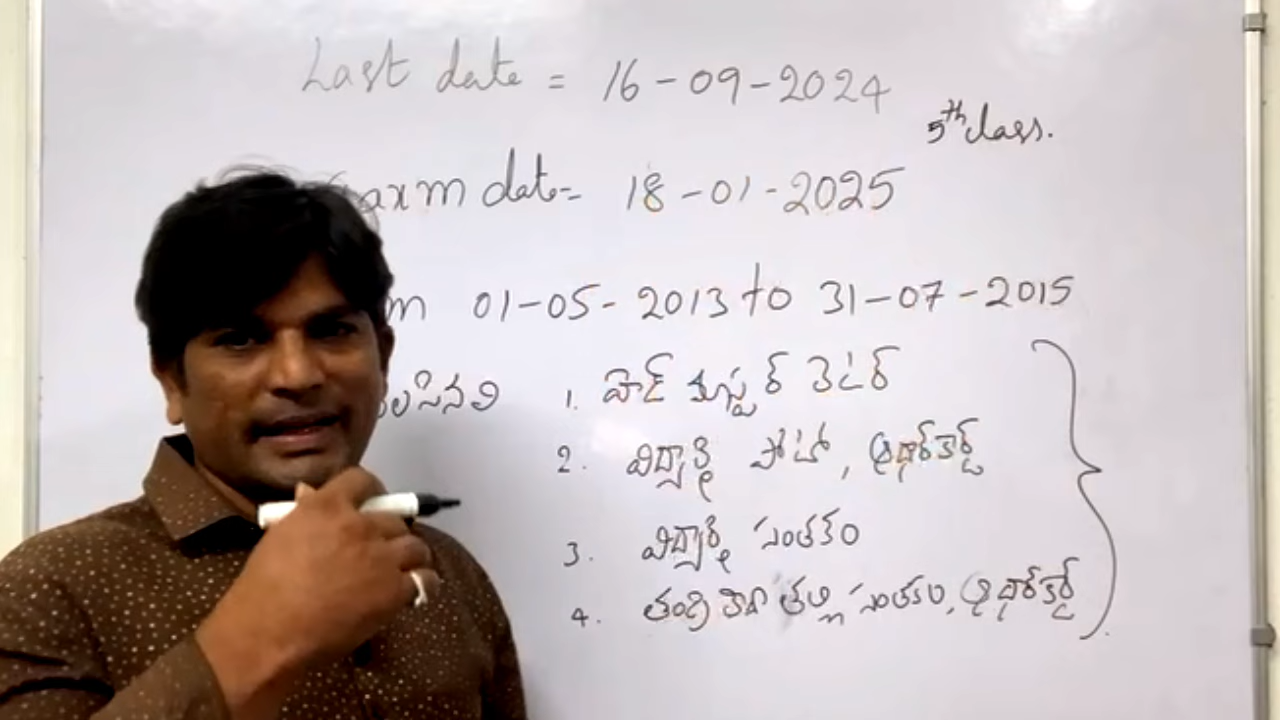 Last date = 16-09-2024
5th class.
Exam date = 18-01-2025
01-05-2013 to 31-07-2015
1. హెడ్ మాస్టర్ లెటర్
2. విద్యార్థి ఫోటో, ఆధార్ కార్డ్
3. విద్యార్థి సంతకం
4. తండ్రి లేదా తల్లి సంతకం, ఆధార్ కార్డ్